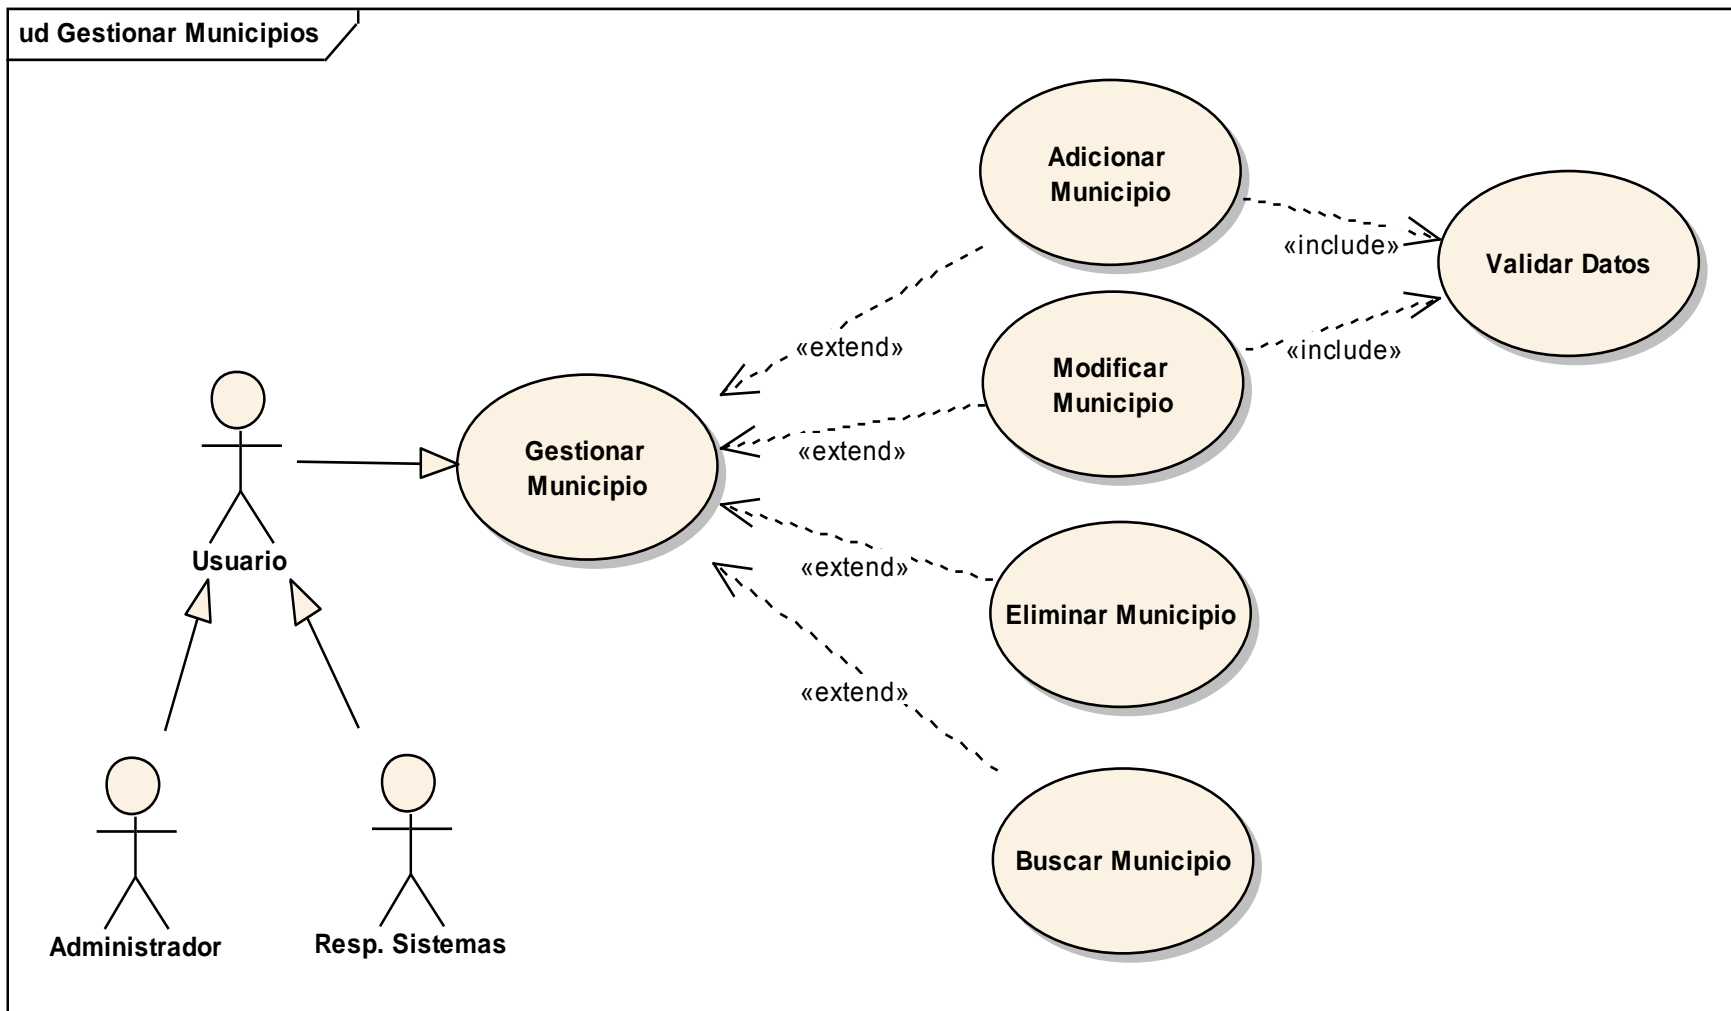 ud Gestionar Municipios
Adicionar
Municipio
«include»
Validar Datos
«extend»
Modificar
Municipio
«include»
Gestionar
Municipio
«extend»
Usuario
«extend»
Eliminar Municipio
«extend»
Buscar Municipio
Administrador
Resp. Sistemas